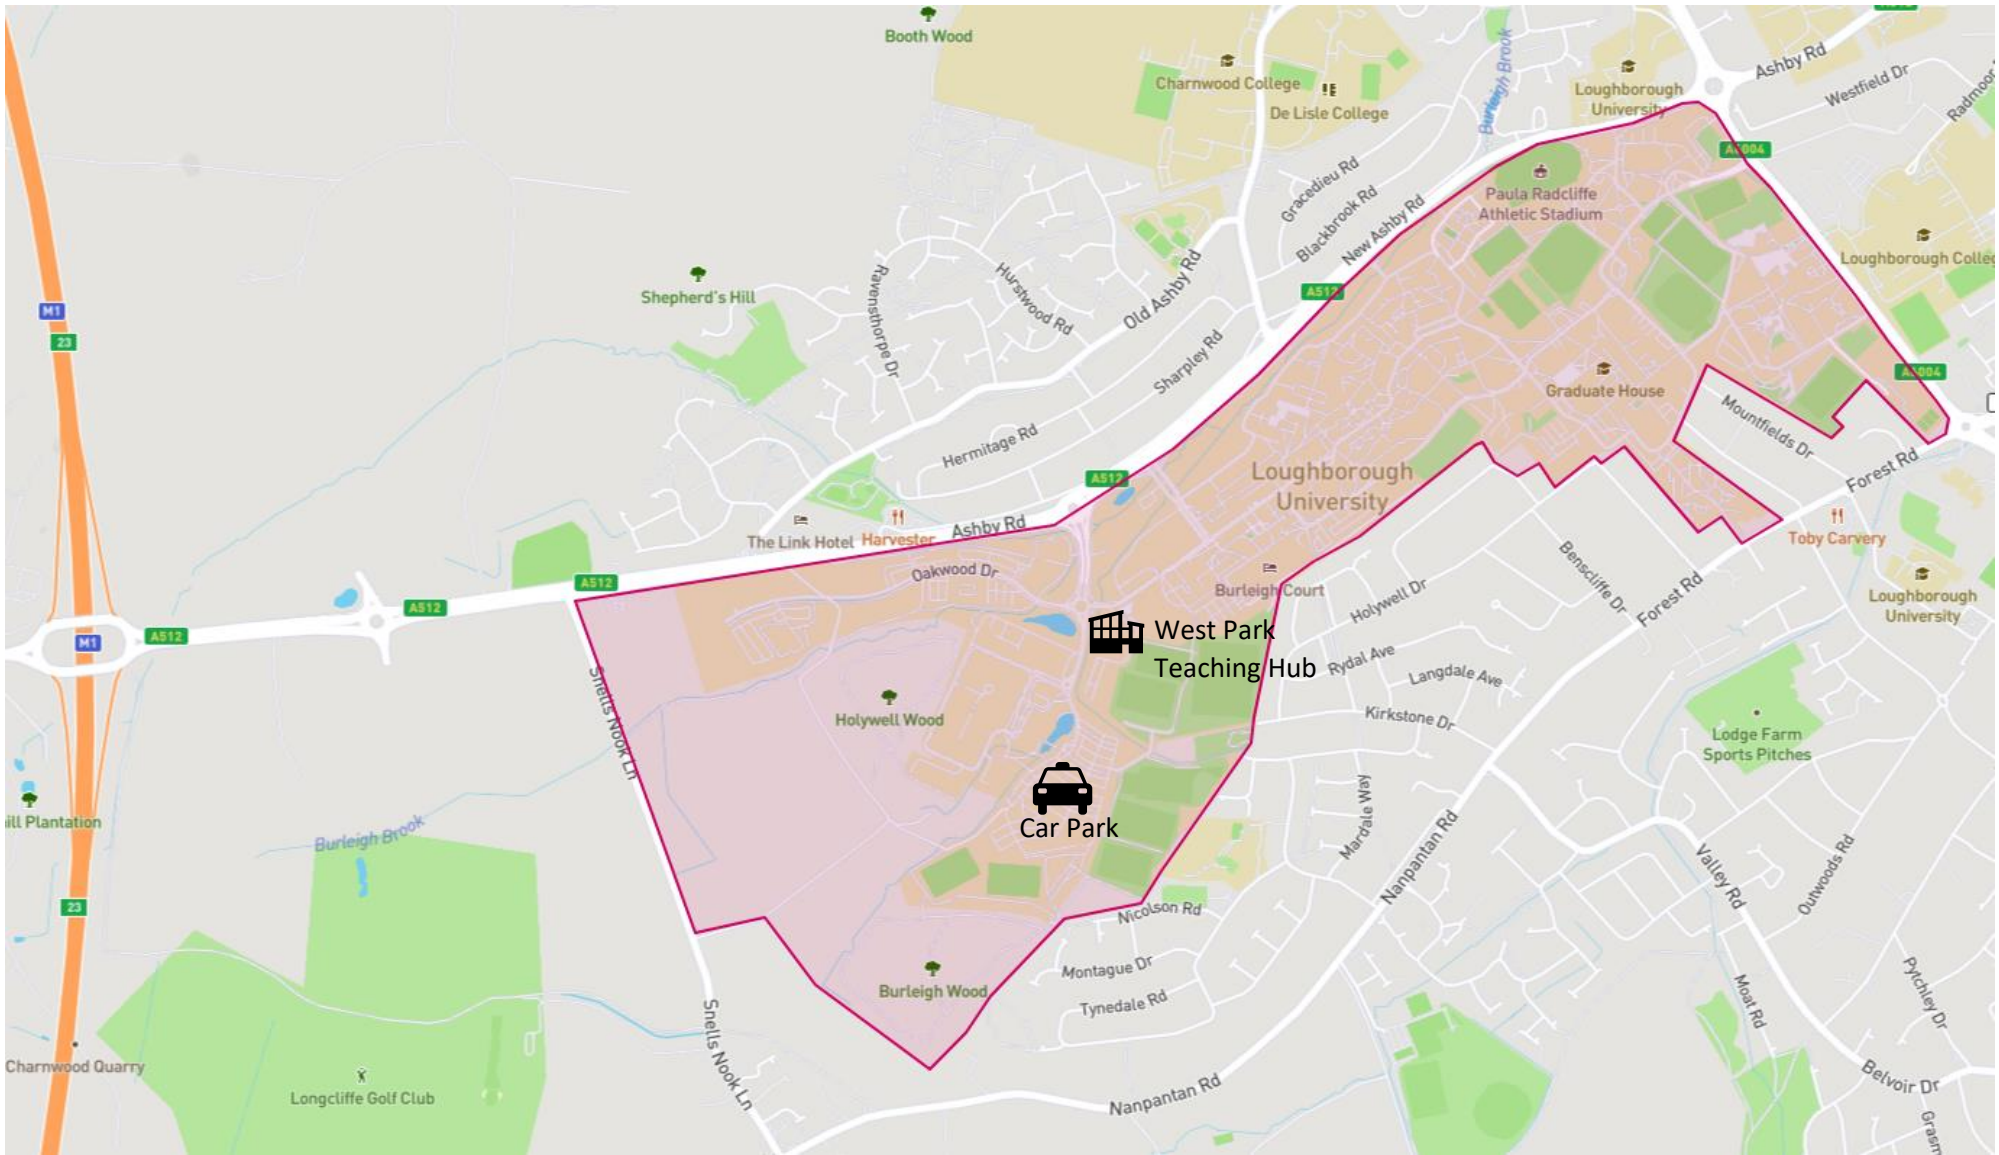 Booth Wood
Charnwood College
De Lisle College
Burleigh Brook
Loughborough
University
Ashby Rd
Westfield Dr
A6004
Loughborough
Gracedieu Rd
Blackbrook Rd
New Ashby Rd
Paula Radcliffe
Athletic Stadium
Shepherd's Hill
Ravensthorpe Dr
Hurstwood Rd
Old Ashby Rd
Sharpley Rd
A512
M1
23
Graduate House
A6004
Mountfields Dr
Forest Rd
Hermitage Rd
A512
Loughborough
University
The Link Hotel
Harvester
Ashby Rd
Toby Carvery
A512
A512
A512
M1
Oakwood Dr
Burleigh Court
Holywell Dr
Benscliffe Dr
Forest Rd
Loughborough
University
West Park
Teaching Hub
Rydal Ave
Langdale Ave
Kirkstone Dr
Snells Nook Ln
Holywell Wood
Lodge Farm
Sports Pitches
Car Park
Mardale Way
Nanpantan Rd
Valley Rd
Outwoods Rd
Plantation
Burleigh Brook
23
Nicolson Rd
Montague Dr
Tynedale Rd
Burleigh Wood
Moat Rd
Pytchley Dr
Snells Nook Ln
Charnwood Quarry
Longcliffe Golf Club
Nanpantan Rd
Belvoir Dr